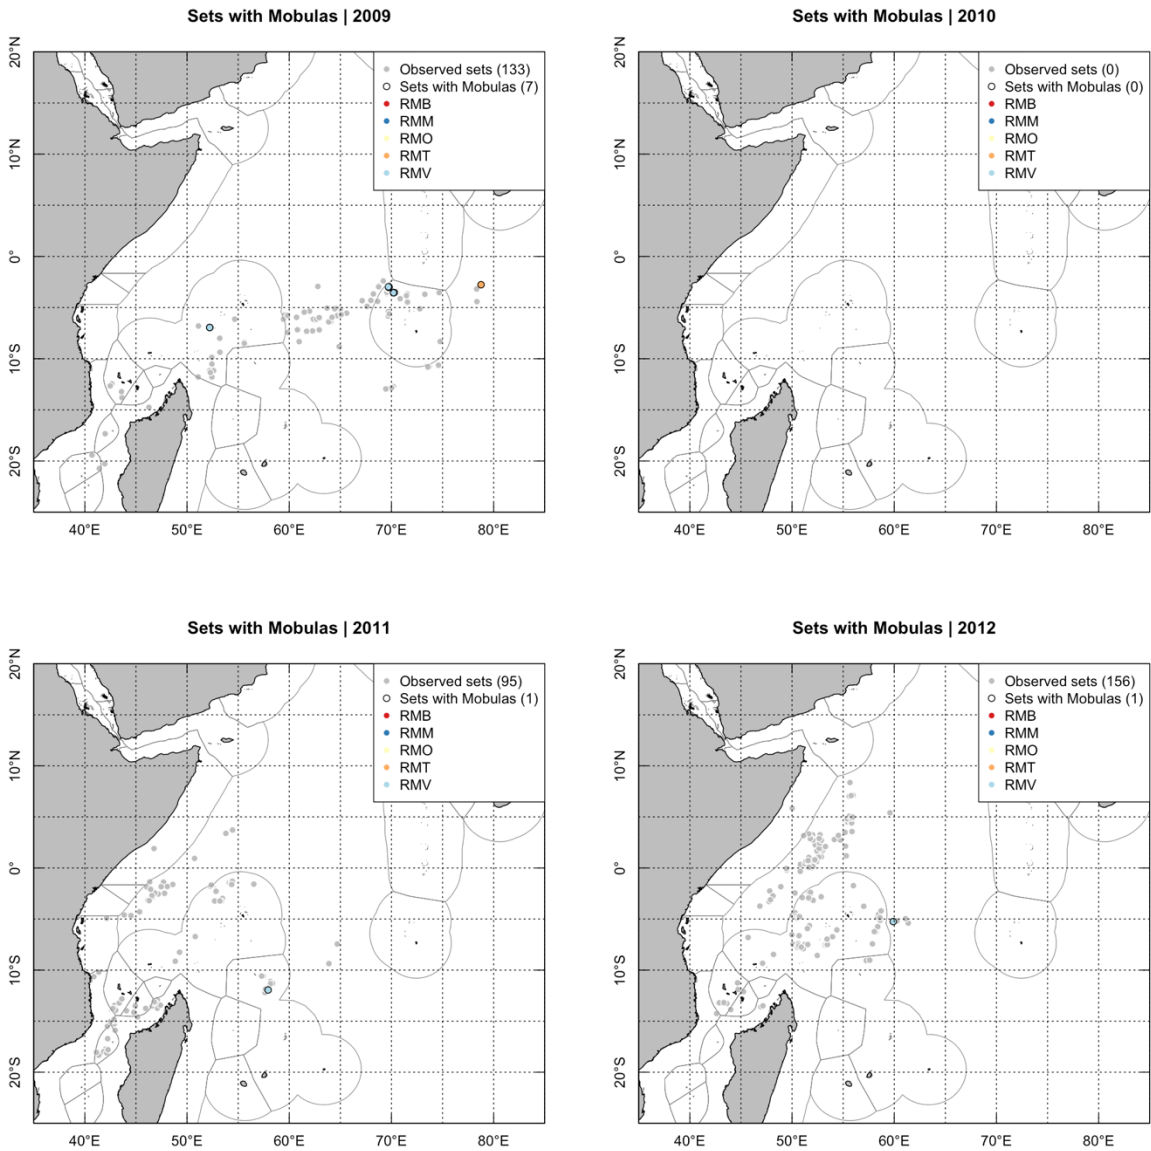 Sets with Mobulas | 2009
20°N
10°N
0°
10°S
20°S
40°E 50°E 60°E 70°E 80°E
Observed sets (133)
Sets with Mobulas (7)
RMB
RMM
RMO
RMT
RMV
Sets with Mobulas | 2010
20°N
10°N
0°
10°S
20°S
40°E 50°E 60°E 70°E 80°E
Observed sets (0)
Sets with Mobulas (0)
RMB
RMM
RMO
RMT
RMV
Sets with Mobulas | 2011
20°N
10°N
0°
10°S
20°S
40°E 50°E 60°E 70°E 80°E
Observed sets (95)
Sets with Mobulas (1)
RMB
RMM
RMO
RMT
RMV
Sets with Mobulas | 2012
20°N
10°N
0°
10°S
20°S
40°E 50°E 60°E 70°E 80°E
Observed sets (156)
Sets with Mobulas (1)
RMB
RMM
RMO
RMT
RMV